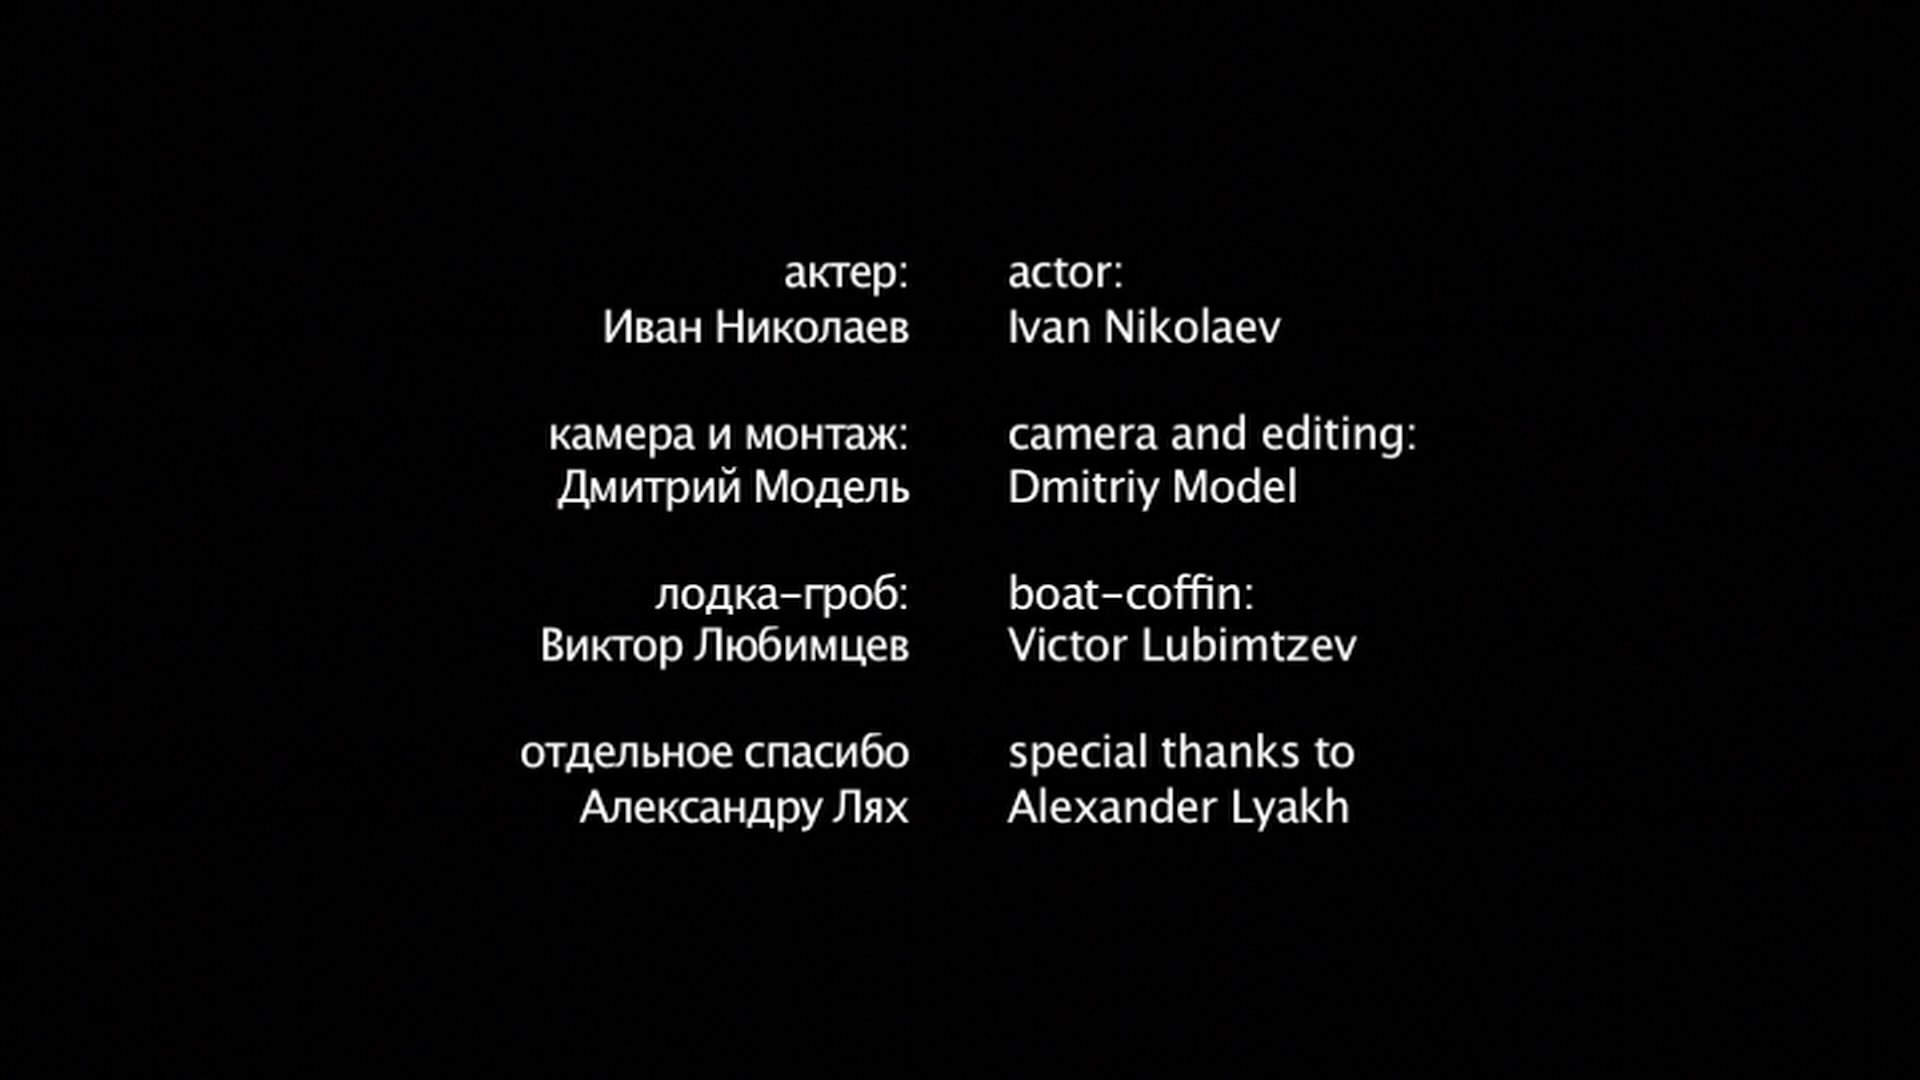 актер:
Иван Николаев
камера и монтаж:
Дмитрий Модель
лодка-гроб:
Виктор Любимцев
отдельное спасибо
Александру Лях
actor:
Ivan Nikolaev
camera and editing:
Dmitriy Model
boat-coffin:
Victor Lubimtzev
special thanks to
Alexander Lyakh